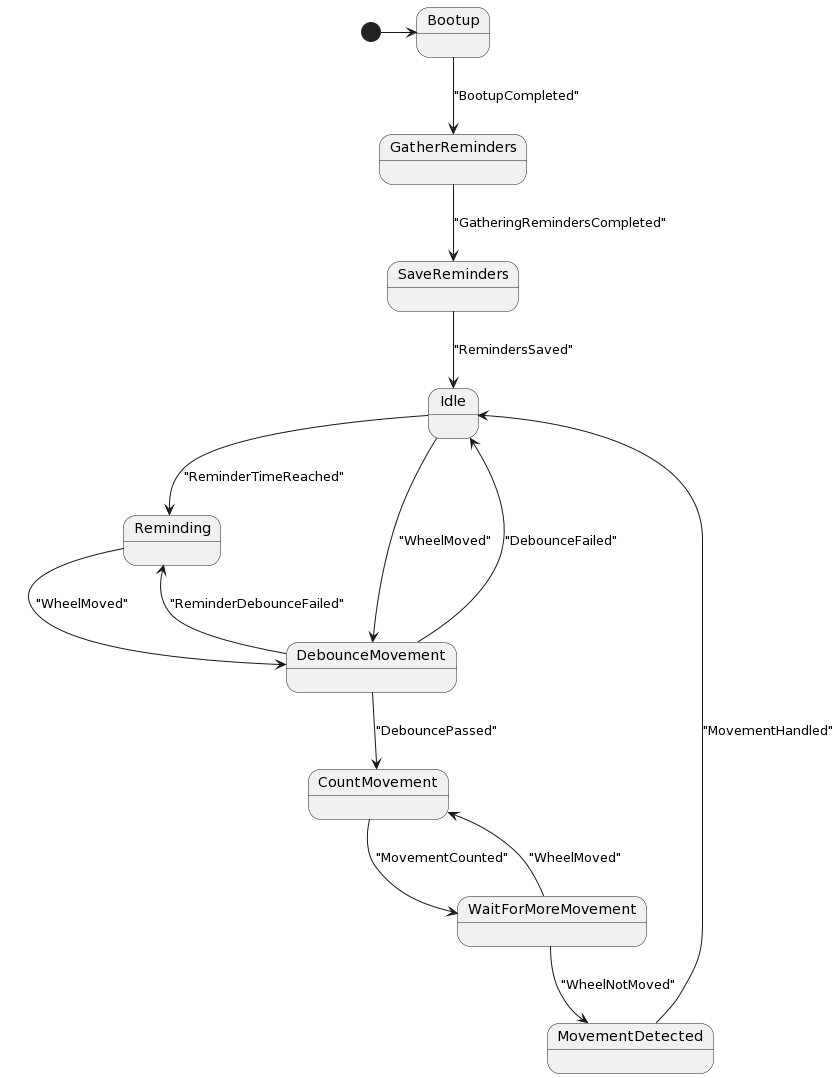 Bootup
"BootupCompleted"
GatherReminders
"GatheringRemindersCompleted"
SaveReminders
"RemindersSaved"
Idle
"ReminderTimeReached"
Reminding
"WheelMoved"
"DebounceFailed"
"WheelMoved"
"ReminderDebounceFailed"
DebounceMovement
"DebouncePassed"
"MovementHandled"
CountMovement
"MovementCounted"
"WheelMoved"
WaitForMoreMovement
"WheelNotMoved"
MovementDetected